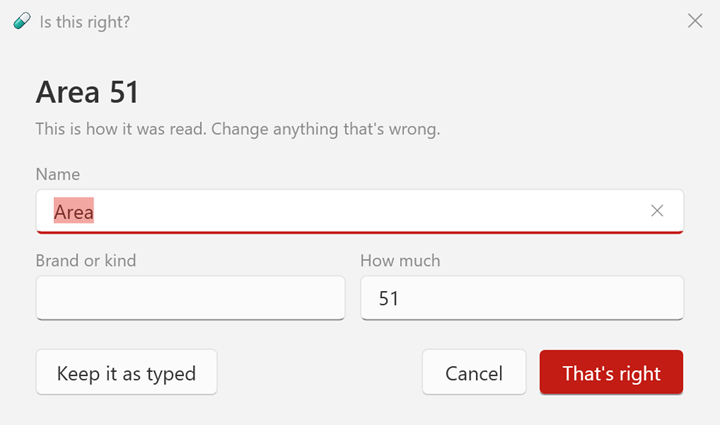 Is this right?
Area 51
This is how it was read. Change anything that's wrong.
Name
Area
Brand or kind
How much
51
Keep it as typed
Cancel
That's right